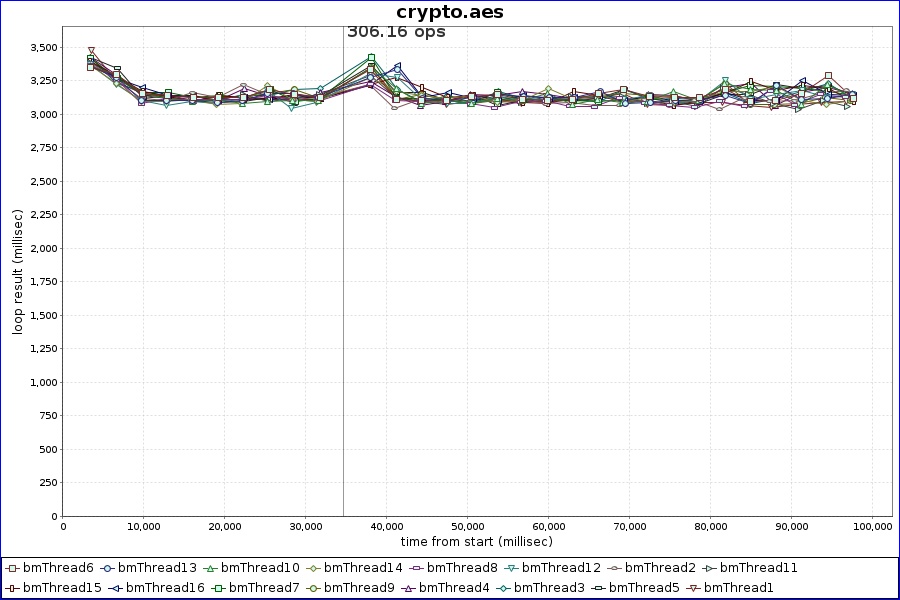 crypto.aes
306.16 ops
3,500
3,250
3,000
2,750
2,500
2,250
2,000
1,750
1,500
1,250
1,000
750
500
250
0
loop result (millisec)
0 10,000 20,000 30,000 40,000 50,000 60,000 70,000 80,000 90,000 100,000
time from start (millisec)
bmThread6 bmThread13 bmThread10 bmThread14 bmThread8 bmThread12 bmThread2 bmThread11
bmThread15 bmThread16 bmThread7 bmThread9 bmThread4 bmThread3 bmThread5 bmThread1